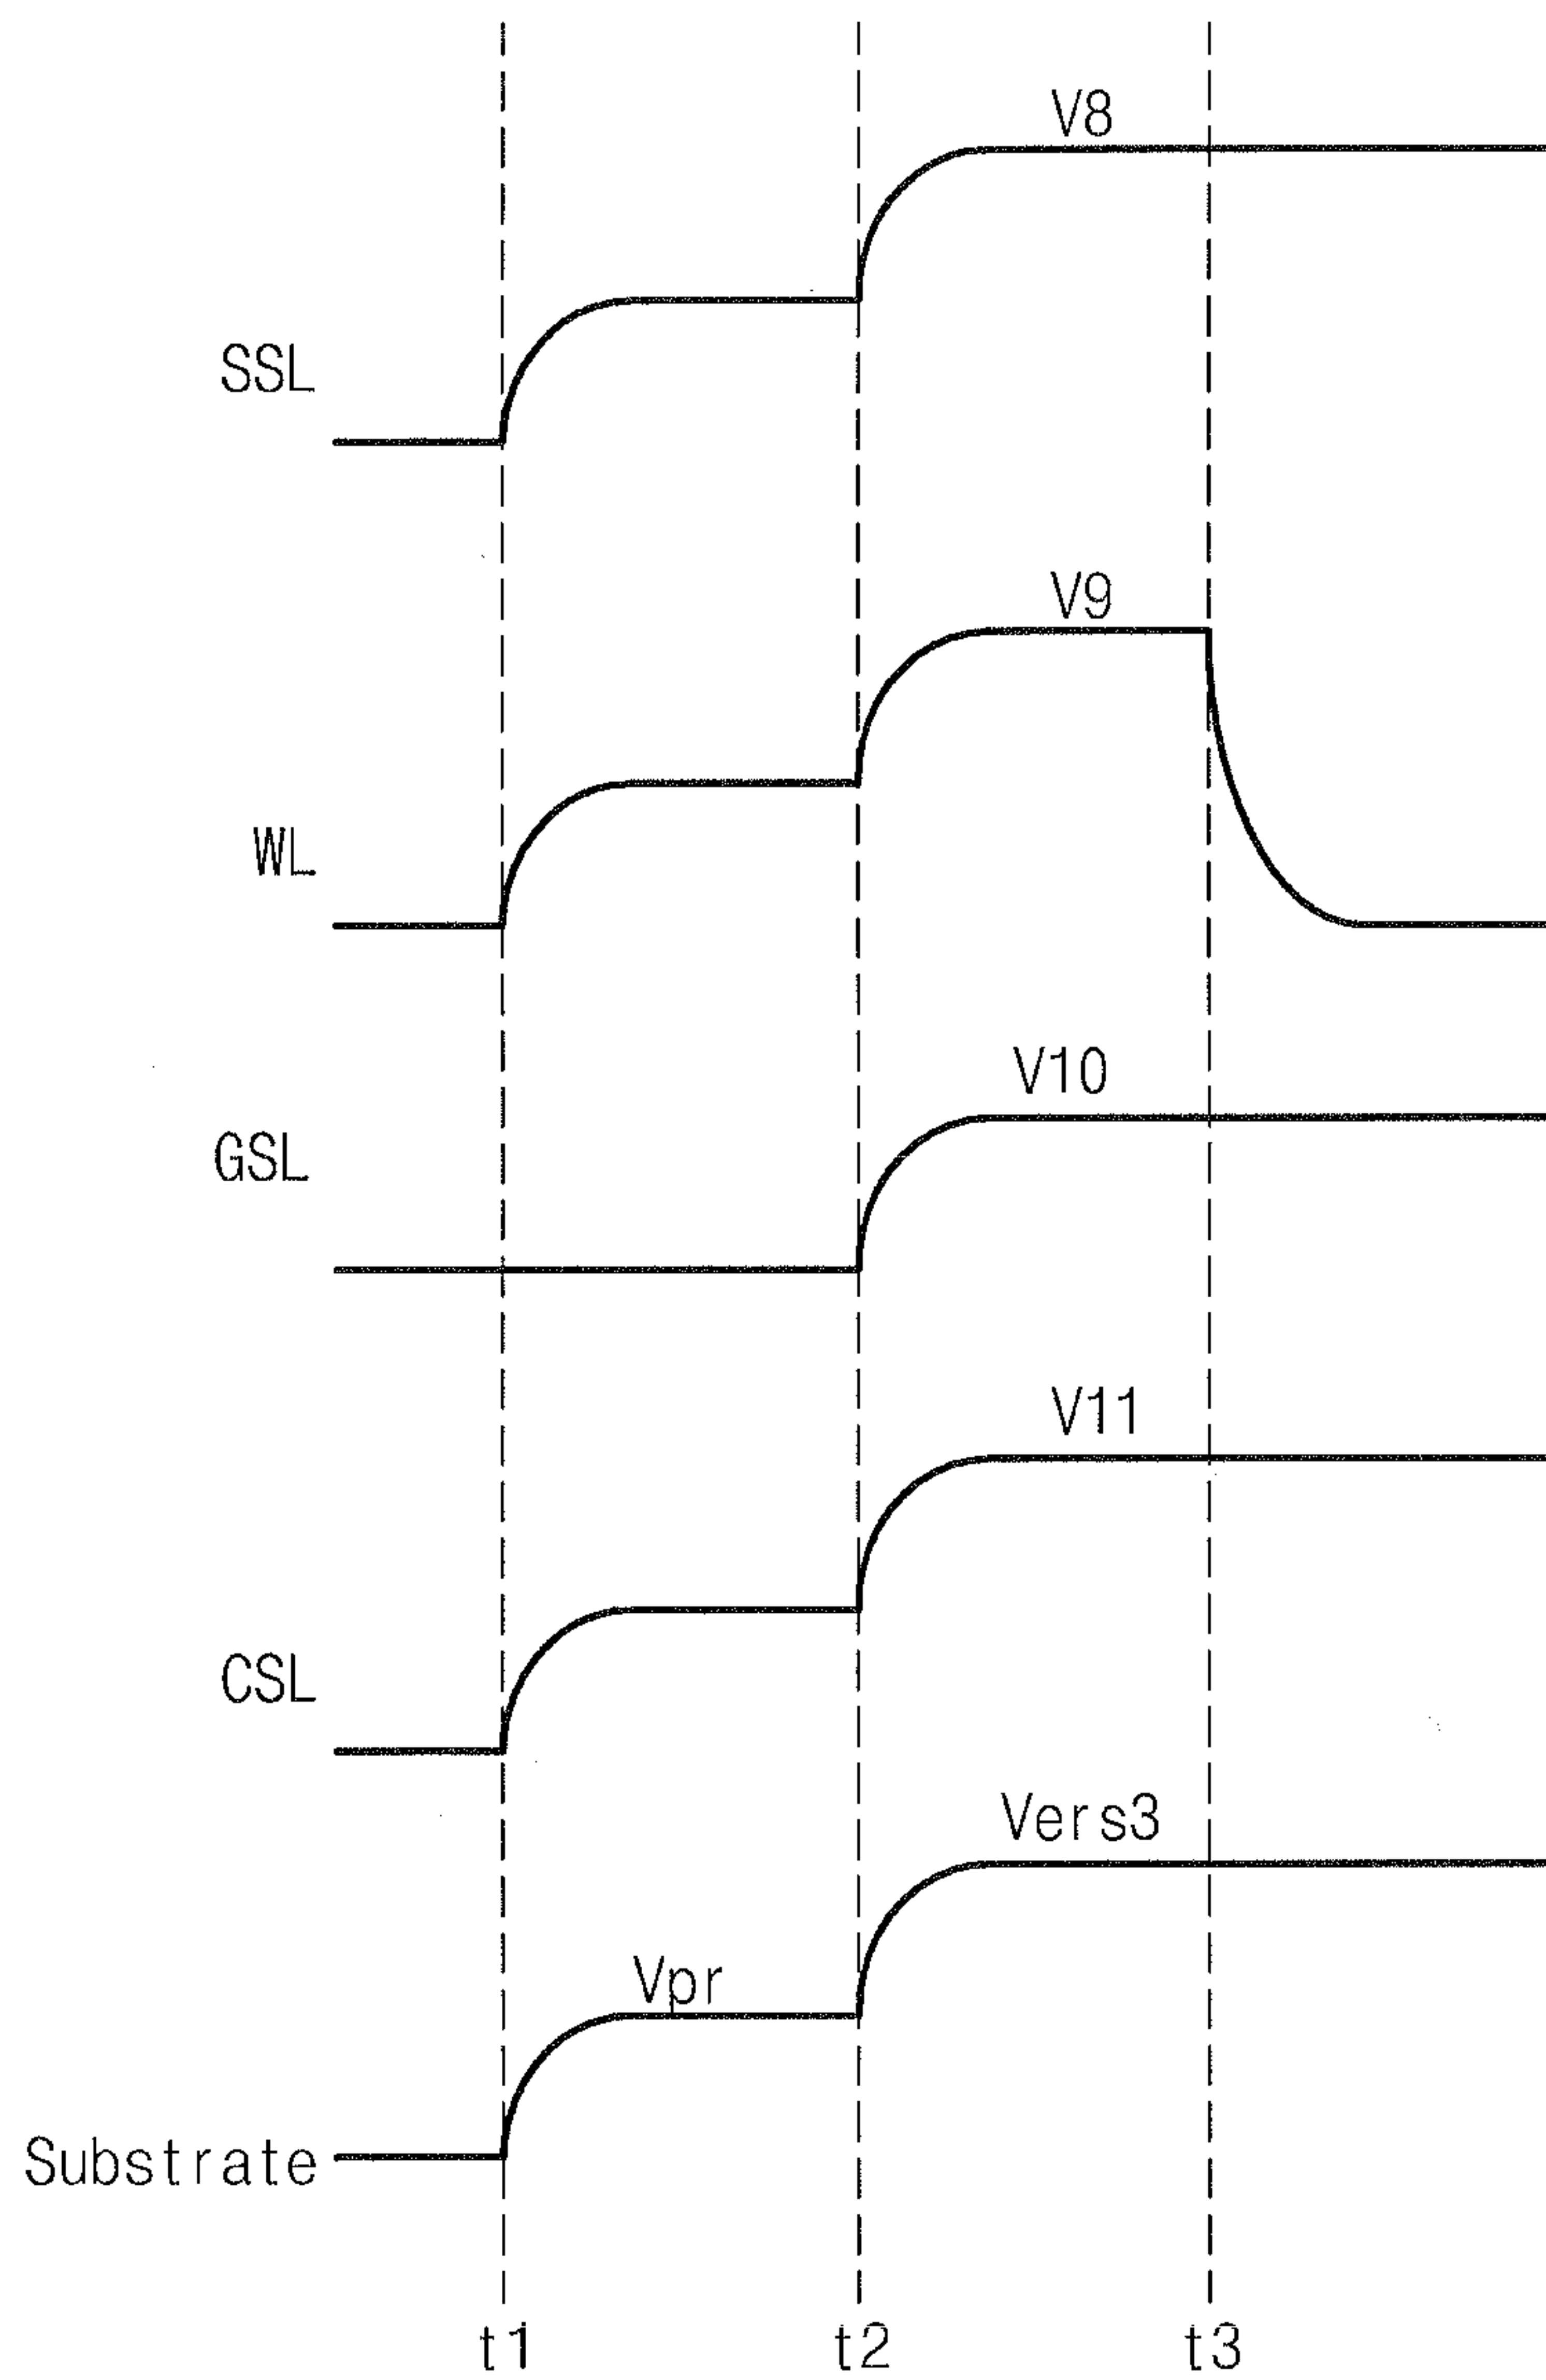 V8
SSL
V9
WL
V10
GSL
V11
CSL
Vers3
Vpr
Substrate
t1 t2 t3